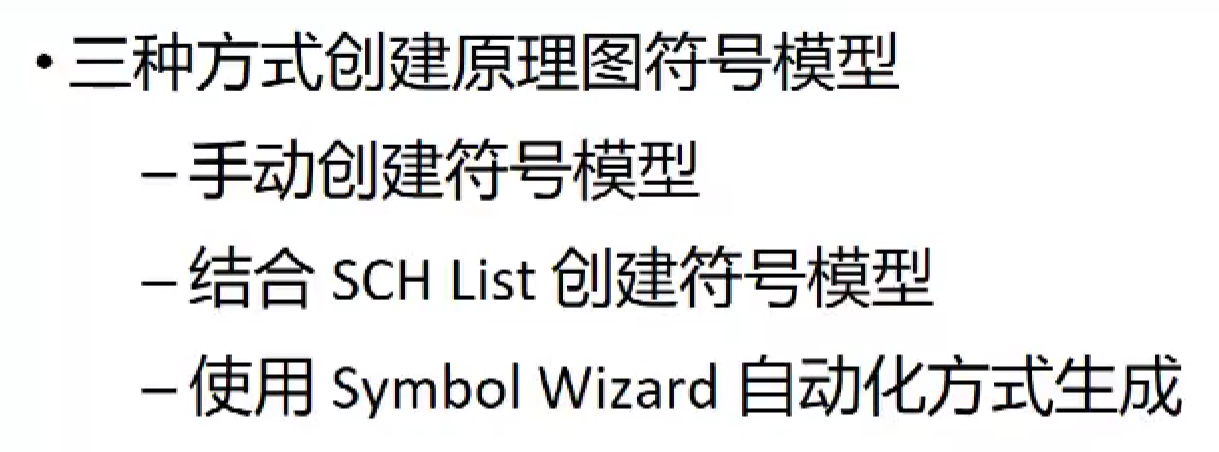 • 三种方式创建原理图符号模型
– 手动创建符号模型
– 结合 SCH List 创建符号模型
– 使用 Symbol Wizard 自动化方式生成